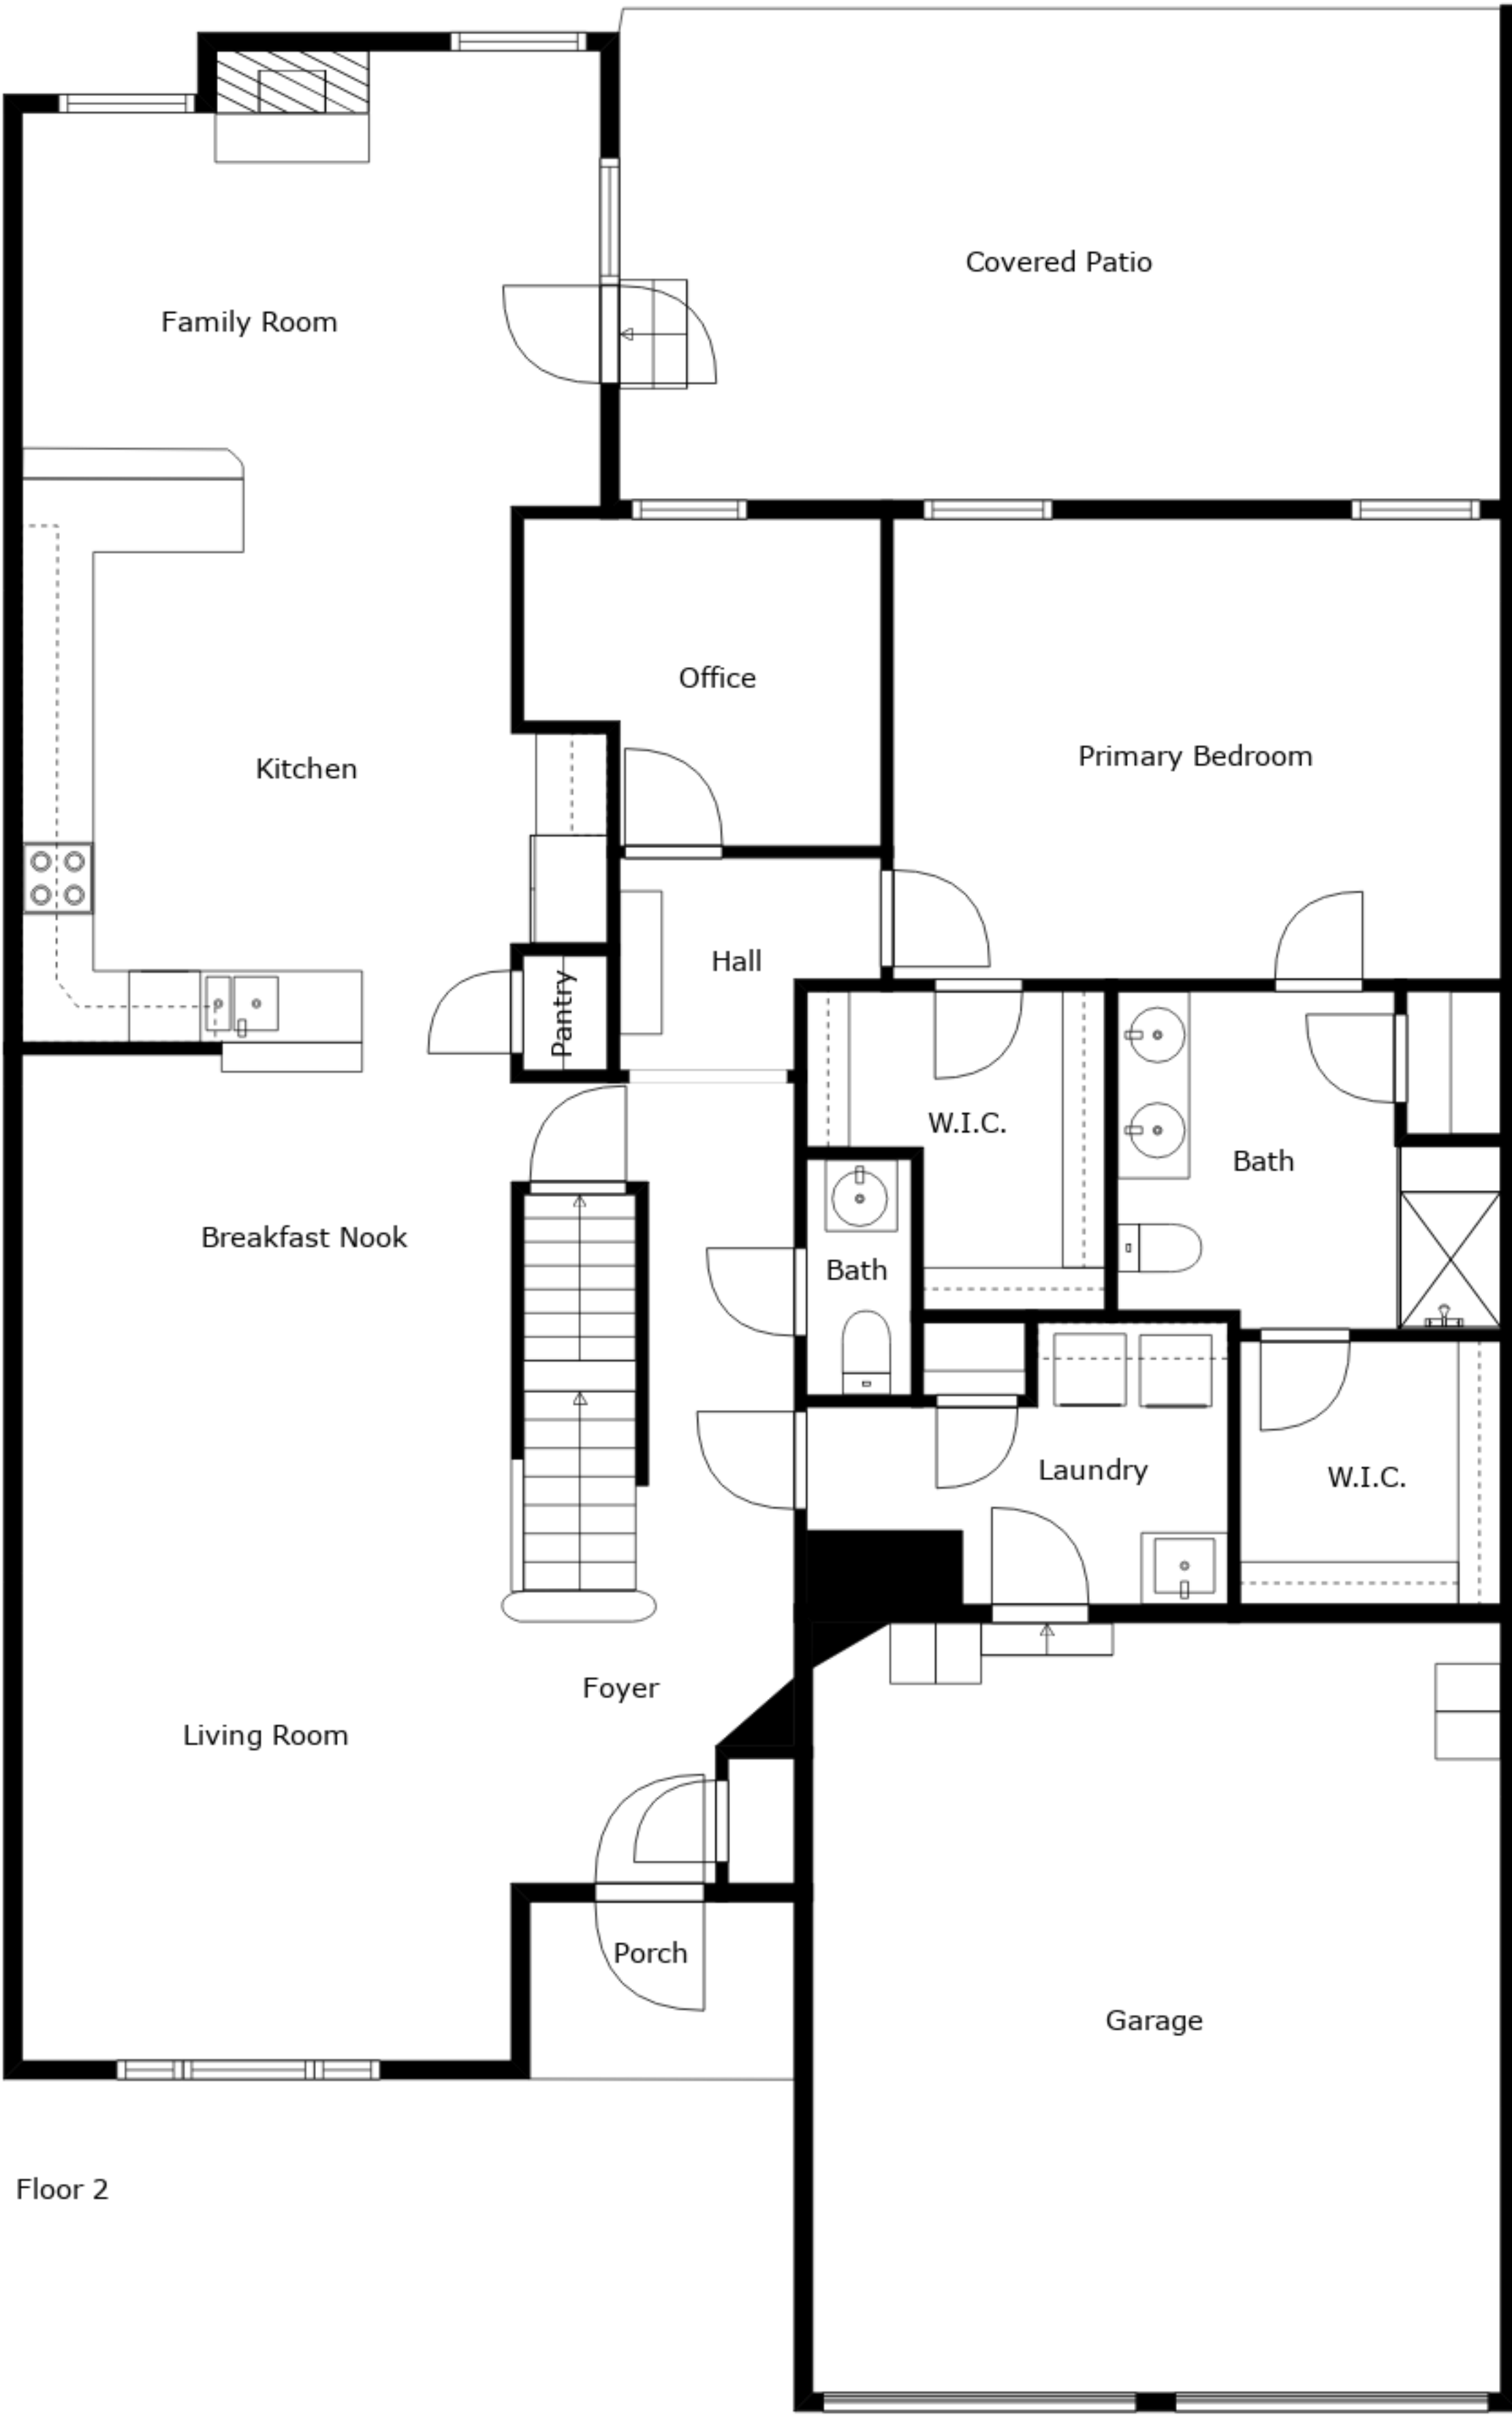 Covered Patio
Family Room
Office
Primary Bedroom
Kitchen
Hall
Pantry
W.I.C.
Bath
Breakfast Nook
Bath
Laundry
W.I.C.
Foyer
Living Room
Porch
Garage
Floor 2